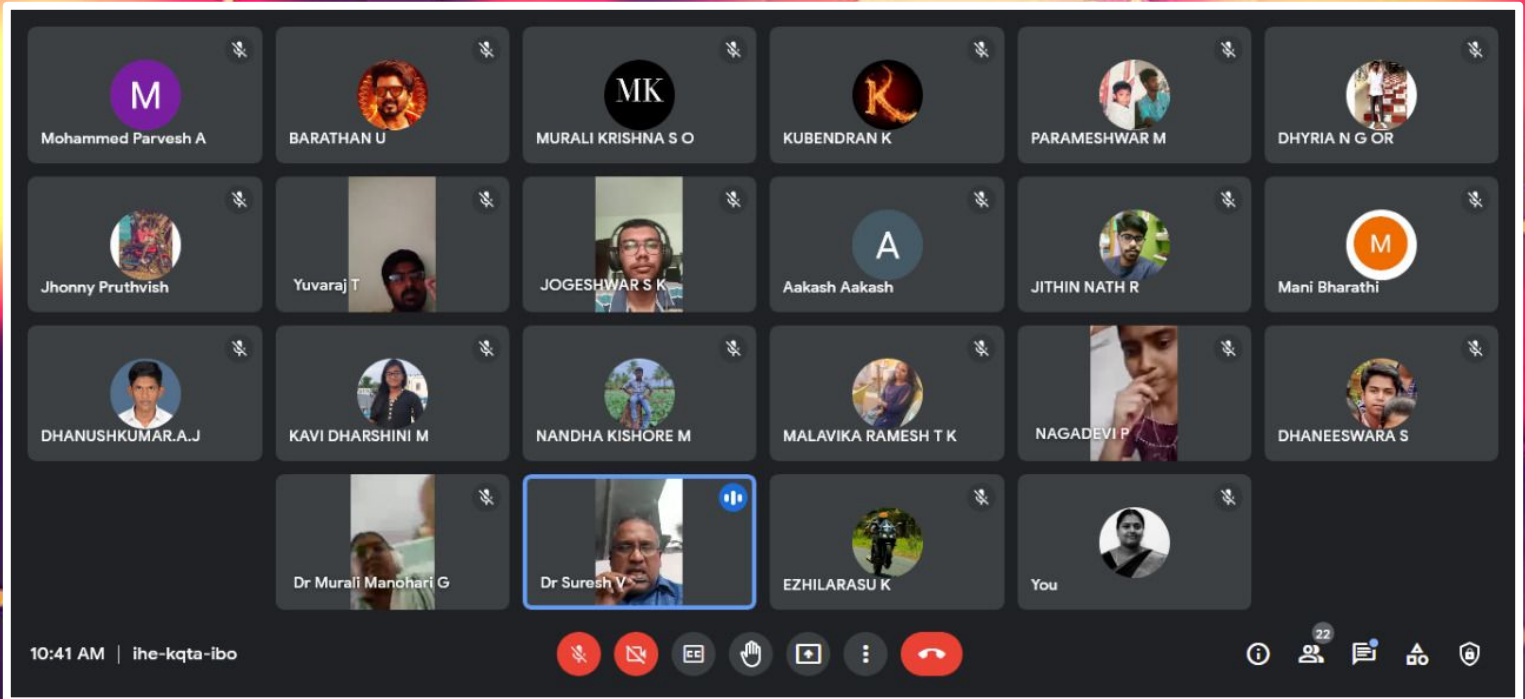 M
Mohammed Parvesh A
BARATHAN U
MK
MURALI KRISHNA S O
K
KUBENDRAN K
PARAMESHWAR M
DHYRIA N G OR
Jhonny Pruthvish
Yuvaraj T
JOGESHWAR S K
A
Aakash Aakash
JITHIN NATH R
M
Mani Bharathi
DHANUSHKUMAR.A.J
KAVI DHARSHINI M
NANDHA KISHORE M
MALAVIKA RAMESH T K
NAGADEVI P
DHANEESWARA S
Dr Murali Manohari G
Dr Suresh V
EZHILARASU K
You
10:41 AM | ihe-kqta-ibo
CC
22